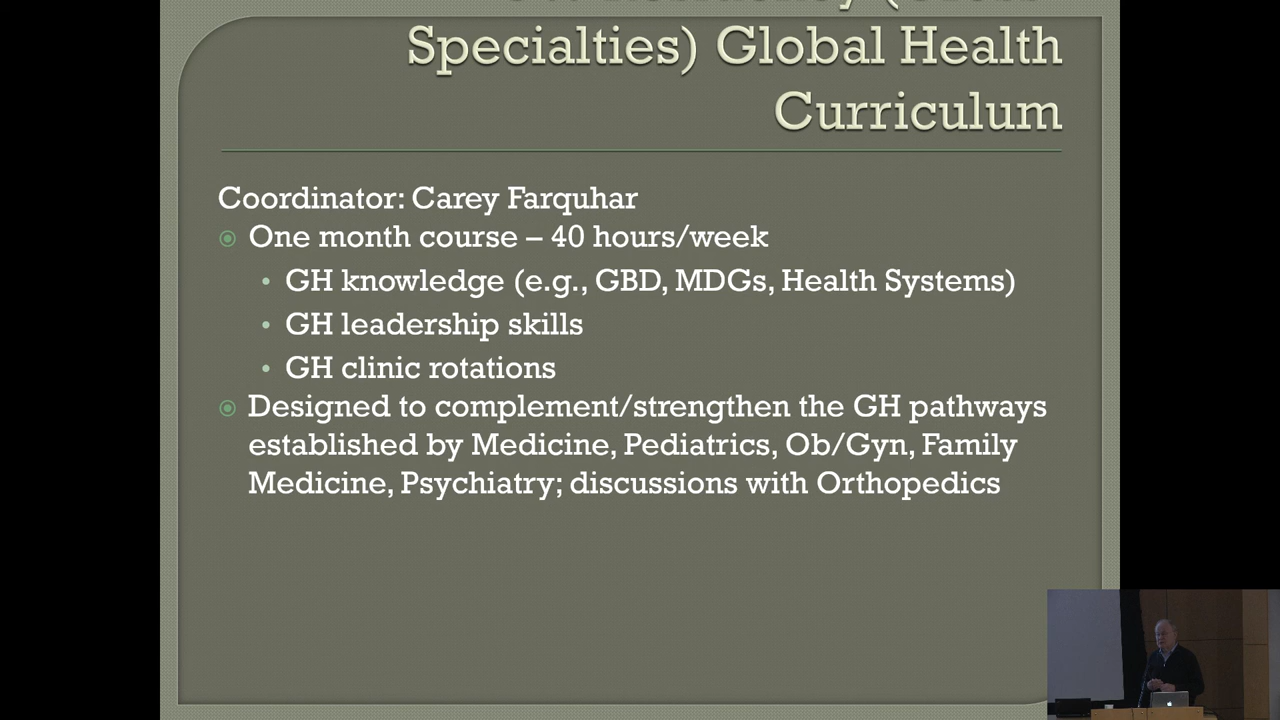 Specialties) Global Health
Curriculum
Coordinator: Carey Farquhar
One month course – 40 hours/week
GH knowledge (e.g., GBD, MDGs, Health Systems)
GH leadership skills
GH clinic rotations
Designed to complement/strengthen the GH pathways
established by Medicine, Pediatrics, Ob/Gyn, Family
Medicine, Psychiatry; discussions with Orthopedics